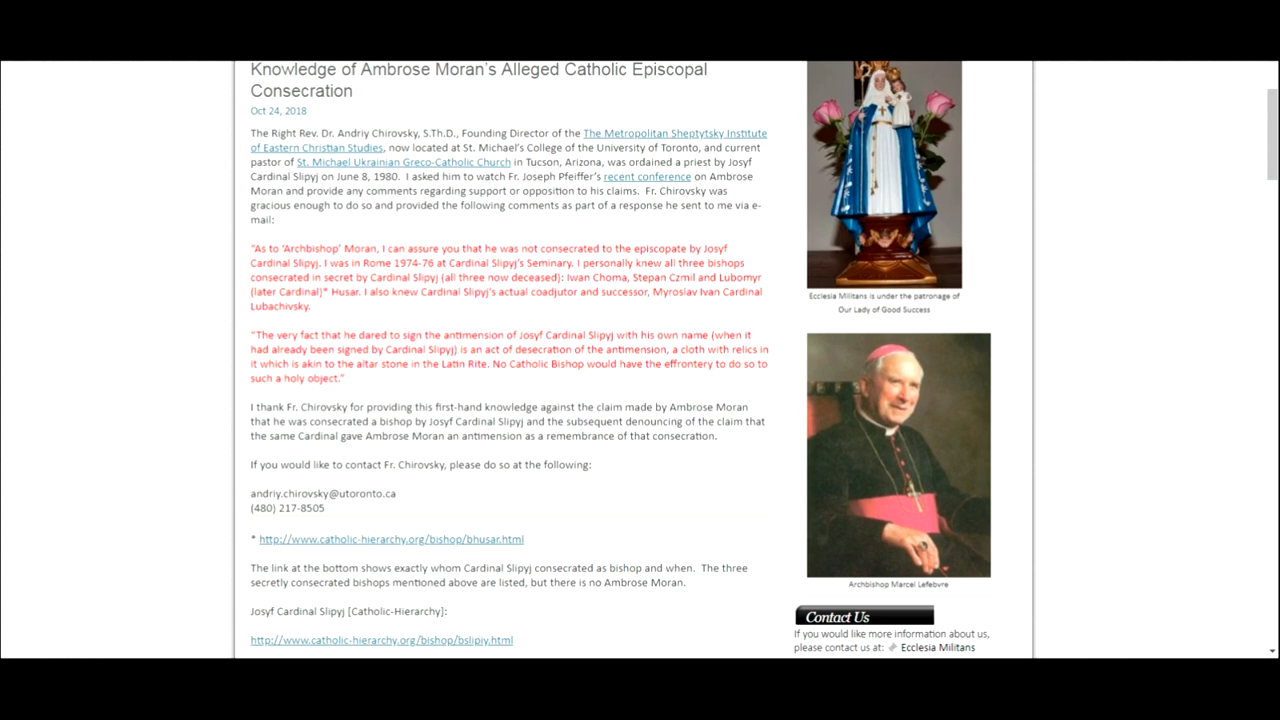 Knowledge of Ambrose Moran's Alleged Catholic Episcopal
Consecration
Oct 24, 2018
The Right Rev. Dr. Andriy Chirovsky, S.Th.D., Founding Director of the The Metropolitan Sheptytsky Institute
of Eastern Christian Studies, now located at St. Michael's College of the University of Toronto, and current
pastor of St. Michael Ukrainian Greco-Catholic Church in Tucson, Arizona, was ordained a priest by Josyf
Cardinal Slipyj on June 8, 1980.  I asked him to watch Fr. Joseph Pfeiffer's recent conference on Ambrose
Moran and provide any comments regarding support or opposition to his claims.  Fr. Chirovsky was
gracious enough to do so and provided the following comments as part of a response he sent to me via e-
mail:
"As to 'Archbishop' Moran, I can assure you that he was not consecrated to the episcopate by Josyf
Cardinal Slipyj. I was in Rome 1974-76 at Cardinal Slipyj's Seminary. I personally knew all three bishops
consecrated in secret by Cardinal Slipyj (all three now deceased): Iwan Choma, Stepan Czmil and Lubomyr
(later Cardinal)* Husar. I also knew Cardinal Slipyj's actual coadjutor and successor, Myroslav Ivan Cardinal
Lubachivsky.
"The very fact that he dared to sign the antimension of Josyf Cardinal Slipyj with his own name (when it
had already been signed by Cardinal Slipyj) is an act of desecration of the antimension, a cloth with relics in
it which is akin to the altar stone in the Latin Rite. No Catholic Bishop would have the effrontery to do so to
such a holy object."
I thank Fr. Chirovsky for providing this first-hand knowledge against the claim made by Ambrose Moran
that he was consecrated a bishop by Josyf Cardinal Slipyj and the subsequent denouncing of the claim that
the same Cardinal gave Ambrose Moran an antimension as a remembrance of that consecration.
If you would like to contact Fr. Chirovsky, please do so at the following:
andriy.chirovsky@utoronto.ca
(480) 217-8505
* http://www.catholic-hierarchy.org/bishop/bhusar.html
The link at the bottom shows exactly whom Cardinal Slipyj consecrated as bishop and when.  The three
secretly consecrated bishops mentioned above are listed, but there is no Ambrose Moran.
Josyf Cardinal Slipyj [Catholic-Hierarchy]:
http://www.catholic-hierarchy.org/bishop/bslipiy.html
Ecclesia Militans is under the patronage of
Our Lady of Good Success
Archbishop Marcel Lefebvre
Contact Us
If you would like more information about us,
please contact us at: Ecclesia Militans